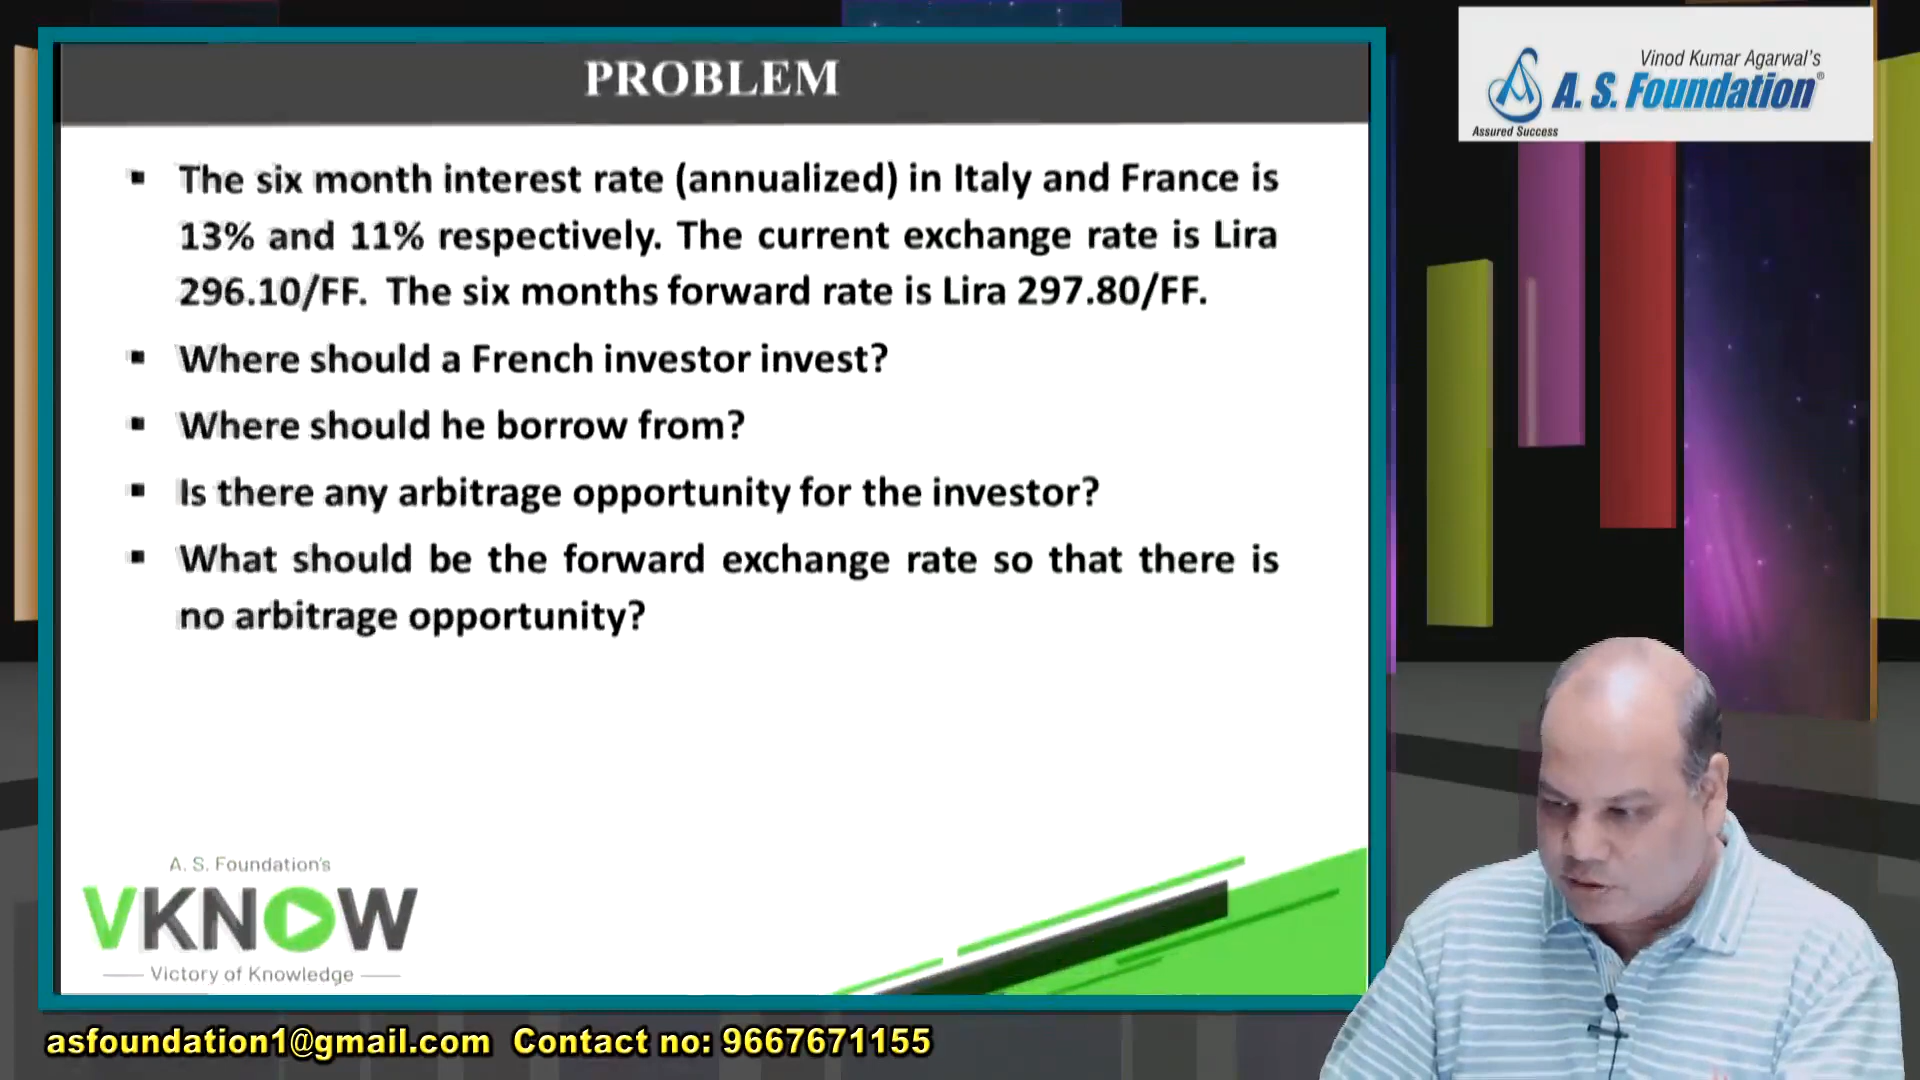 PROBLEM
Vinod Kumar Agarwal's
A. S. Foundation®
Assured Success
▪ The six month interest rate (annualized) in Italy and France is
13% and 11% respectively. The current exchange rate is Lira
296.10/FF. The six months forward rate is Lira 297.80/FF.
▪ Where should a French investor invest?
▪ Where should he borrow from?
▪ Is there any arbitrage opportunity for the investor?
▪ What should be the forward exchange rate so that there is
no arbitrage opportunity?
A. S. Foundation's
VKNOW
Victory of Knowledge
asfoundation1@gmail.com Contact no: 9667671155